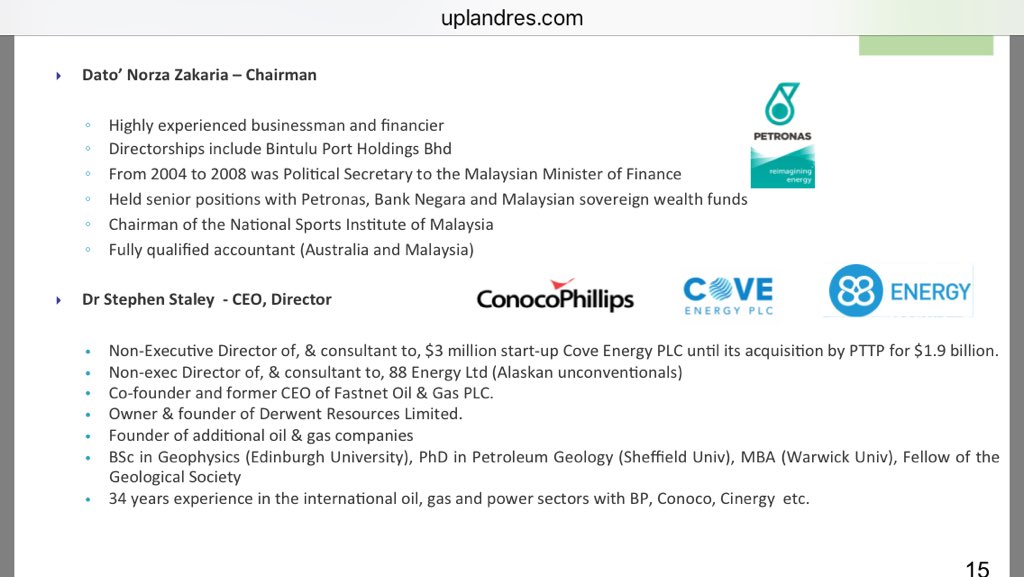 uplandres.com
Dato’ Norza Zakaria – Chairman
Highly experienced businessman and financier
Directorships include Bintulu Port Holdings Bhd
From 2004 to 2008 was Political Secretary to the Malaysian Minister of Finance
Held senior positions with Petronas, Bank Negara and Malaysian sovereign wealth funds
Chairman of the National Sports Institute of Malaysia
Fully qualified accountant (Australia and Malaysia)
PETRONAS
reimagining
energy
Dr Stephen Staley - CEO, Director
ConocoPhillips
COVE
ENERGY PLC
88 ENERGY
Non-Executive Director of, & consultant to, $3 million start-up Cove Energy PLC until its acquisition by PTTP for $1.9 billion.
Non-exec Director of, & consultant to, 88 Energy Ltd (Alaskan unconventionals)
Co-founder and former CEO of Fastnet Oil & Gas PLC.
Owner & founder of Derwent Resources Limited.
Founder of additional oil & gas companies
BSc in Geophysics (Edinburgh University), PhD in Petroleum Geology (Sheffield Univ), MBA (Warwick Univ), Fellow of the
Geological Society
34 years experience in the international oil, gas and power sectors with BP, Conoco, Cinergy etc.
15